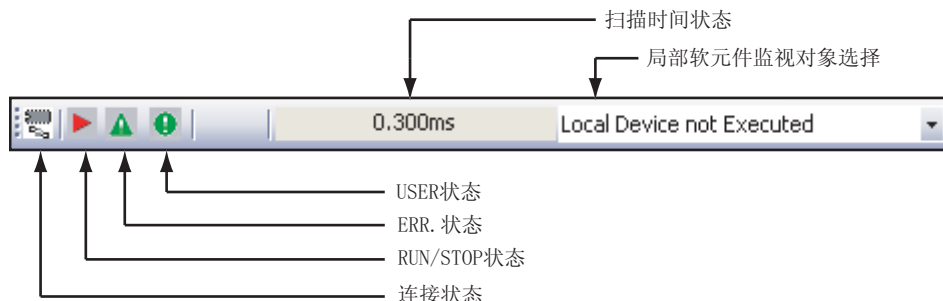 扫描时间状态
局部软元件监视对象选择
0.300ms
Local Device not Executed
USER状态
ERR.状态
RUN/STOP状态
连接状态